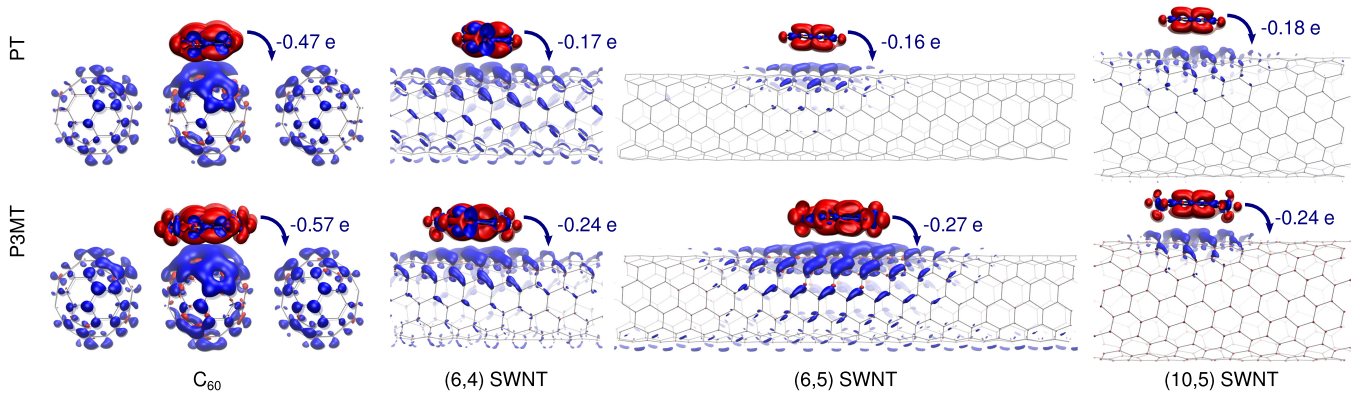 PT
-0.47 e
-0.17 e
-0.16 e
-0.18 e
P3MT
-0.57 e
-0.24 e
-0.27 e
-0.24 e
C₆₀
(6,4) SWNT
(6,5) SWNT
(10,5) SWNT